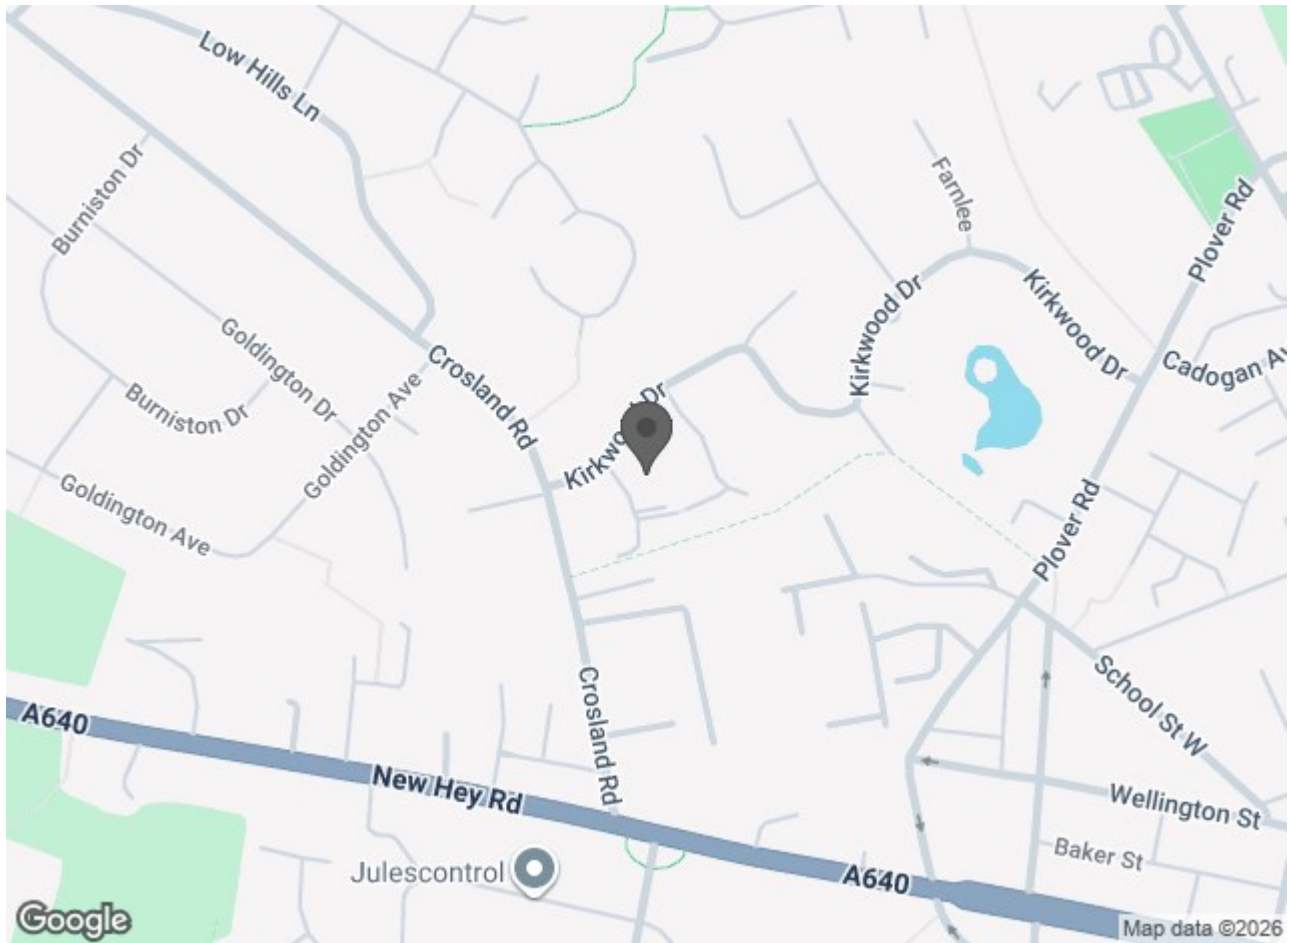 Low Hills Ln
Burniston Dr
Farnlee
Plover Rd
Goldington Dr
Kirkwood Dr
Kirkwood Dr
Crosland Rd
Cadogan Av
Burniston Dr
Goldington Ave
Kirkwood Dr
Goldington Ave
Plover Rd
School St W
Crosland Rd
A640
New Hey Rd
Wellington St
Baker St
Julescontrol
A640
Google
Map data ©2026